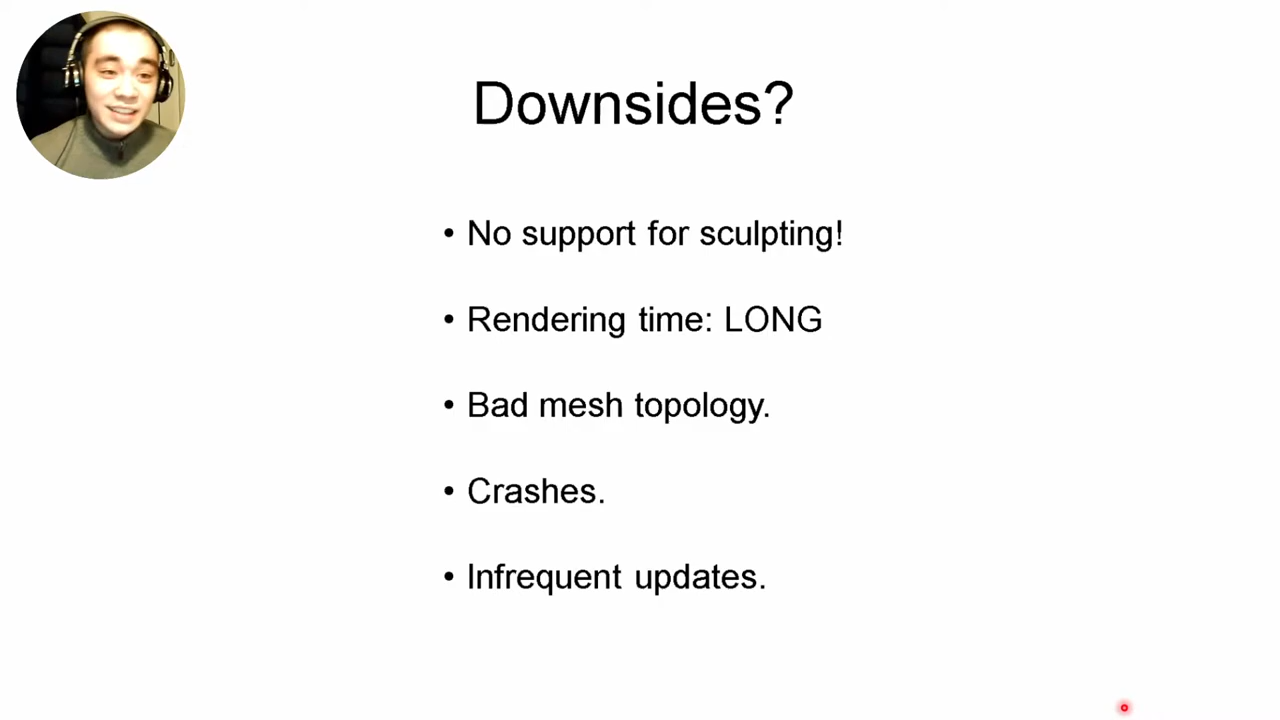 Downsides?
• No support for sculpting!
• Rendering time: LONG
• Bad mesh topology.
• Crashes.
• Infrequent updates.